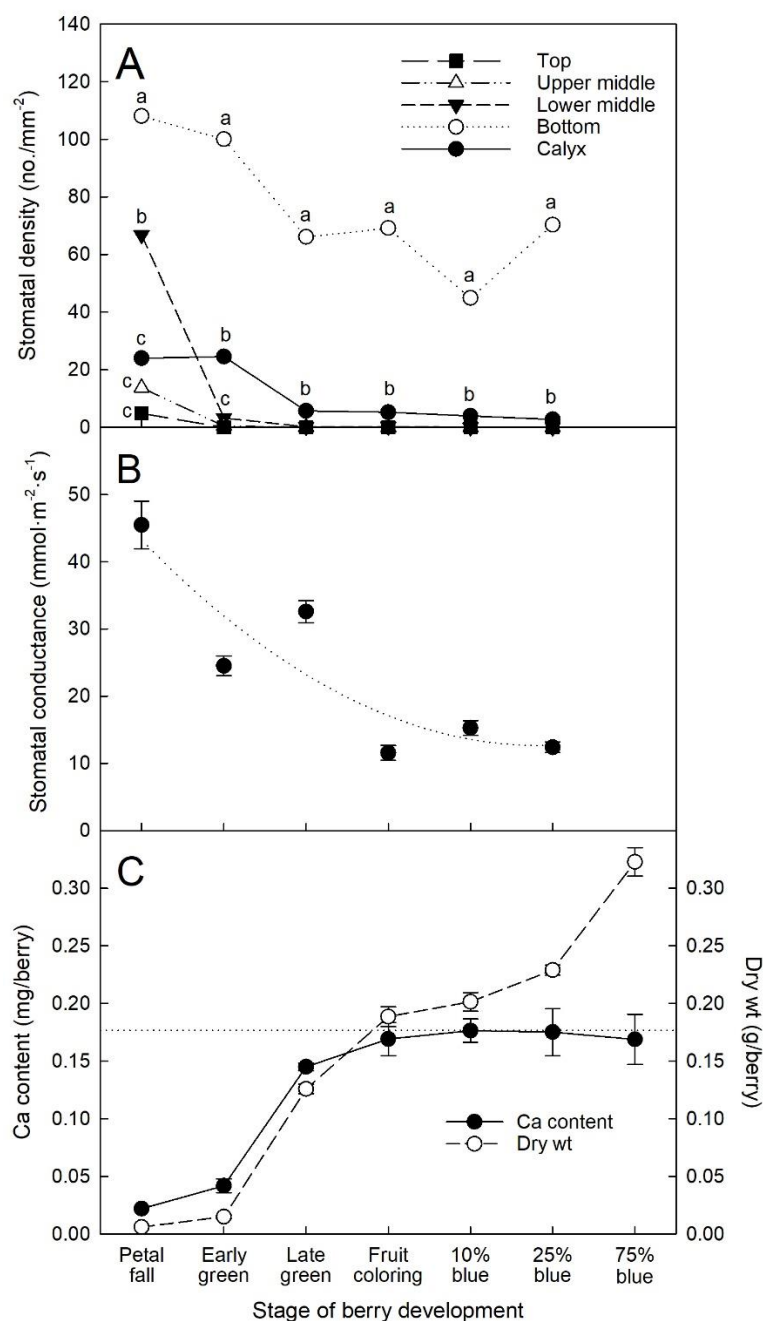 A
140
120
100
80
60
40
20
0
Stomatal density (no./mm⁻²)
Top
Upper middle
Lower middle
Bottom
Calyx
a
a
a
a
a
a
b
c
b
c
c
c
b
b
b
b
B
50
40
30
20
10
0
Stomatal conductance (mmol·m⁻²·s⁻¹)
C
0.30
0.25
0.20
0.15
0.10
0.05
0.00
Ca content (mg/berry)
0.30
0.25
0.20
0.15
0.10
0.05
0.00
Dry wt (g/berry)
Ca content
Dry wt
Petal fall
Early green
Late green
Fruit coloring
10% blue
25% blue
75% blue
Stage of berry development